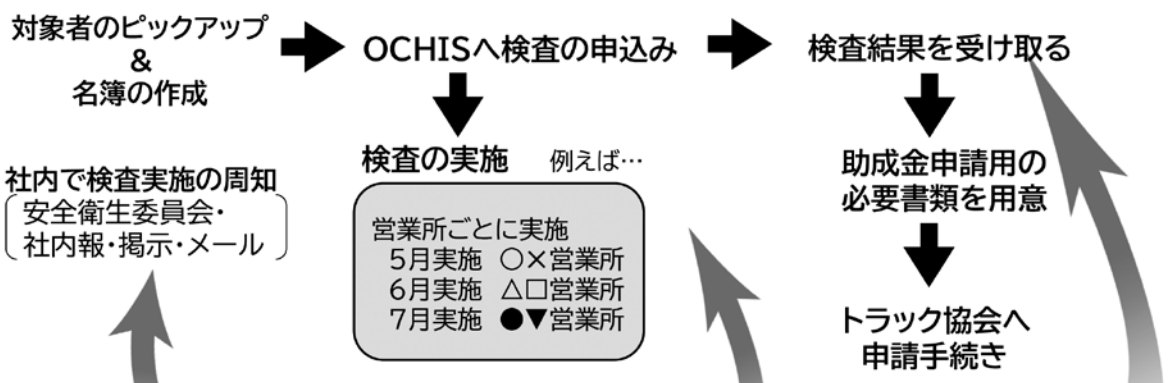 対象者のピックアップ
&
名簿の作成
社内で検査実施の周知
安全衛生委員会・
社内報・掲示・メール
OCHISへ検査の申込み
検査の実施 例えば…
営業所ごとに実施
5月実施 ○×営業所
6月実施 △□営業所
7月実施 ●▼営業所
検査結果を受け取る
助成金申請用の
必要書類を用意
トラック協会へ
申請手続き